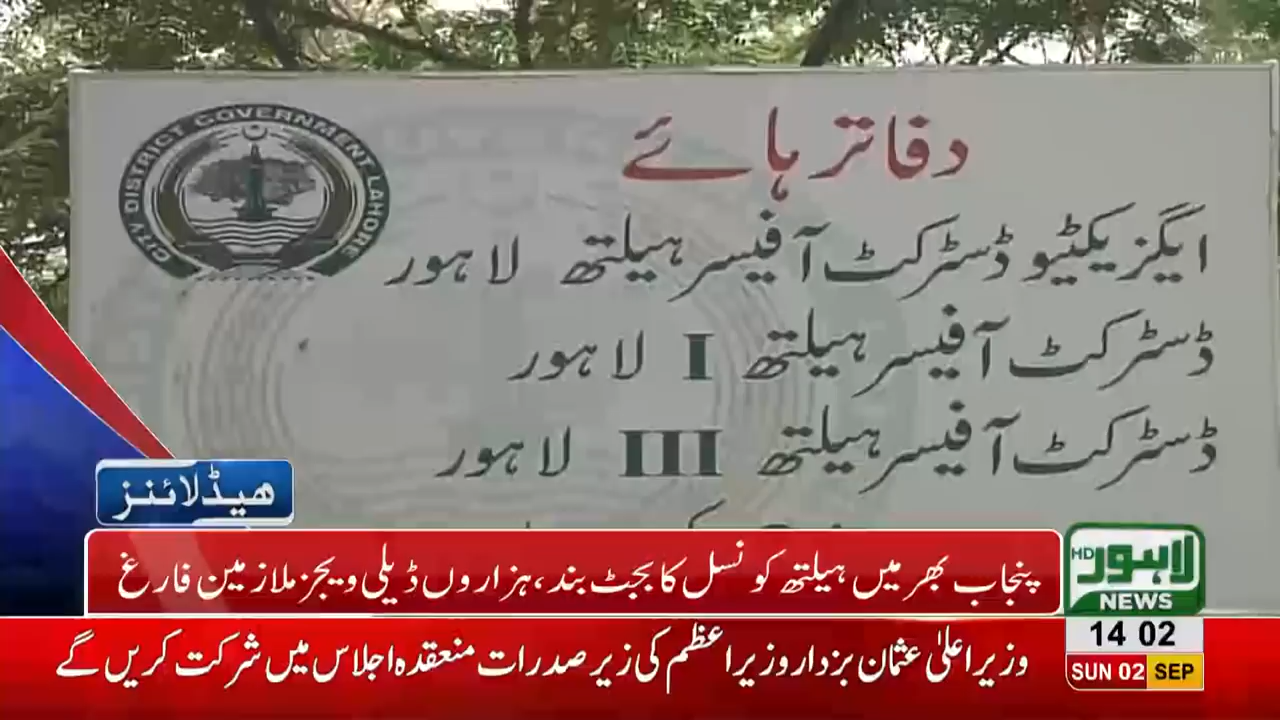 CITY DISTRICT GOVERNMENT LAHORE
دفاتر ہائے
ایگزیکٹیو ڈسٹرکٹ آفیسر ہیلتھ لاہور
ڈسٹرکٹ آفیسر ہیلتھ I لاہور
ڈسٹرکٹ آفیسر ہیلتھ III لاہور
ہیڈلائنز
پنجاب بھر میں ہیلتھ کونسل کا بجٹ بند، ہزاروں ڈیلی ویجز ملازمین فارغ
HD لاہور
NEWS
14 02
SUN 02 SEP
وزیراعلیٰ عثمان بزدار وزیراعظم کی زیر صدرات منعقدہ اجلاس میں شرکت کریں گے